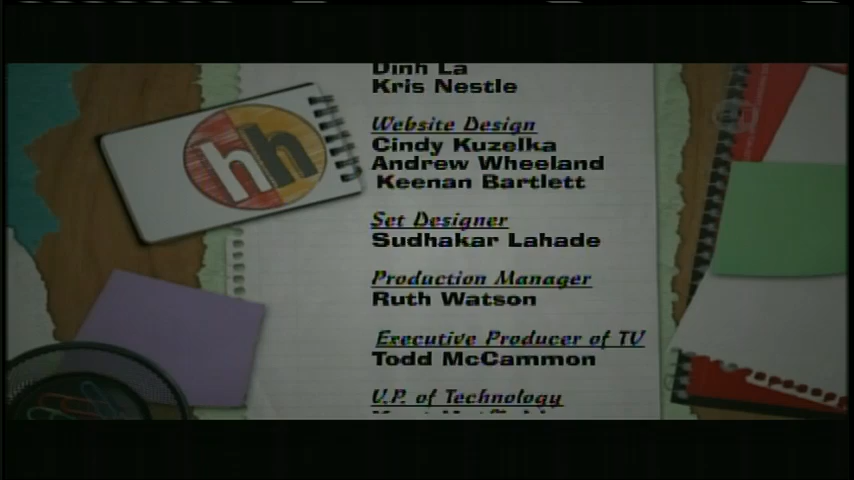 Dinh La
Kris Nestle
Website Design
Cindy Kuzelka
Andrew Wheeland
Keenan Bartlett
Set Designer
Sudhakar Lahade
Production Manager
Ruth Watson
Executive Producer of TV
Todd McCammon
V.P. of Technology
hh